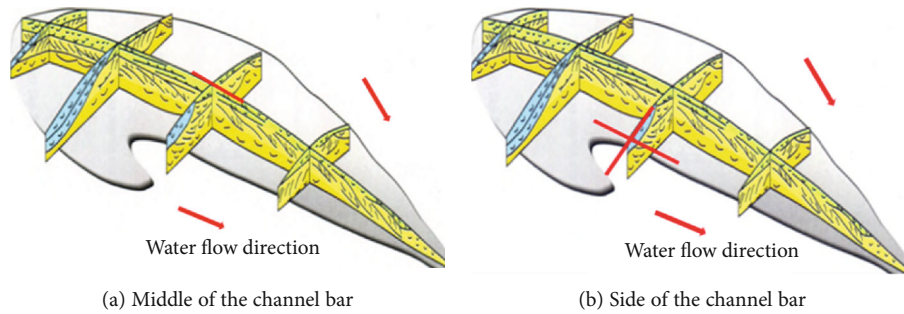 Water flow direction
Water flow direction
(a) Middle of the channel bar
(b) Side of the channel bar